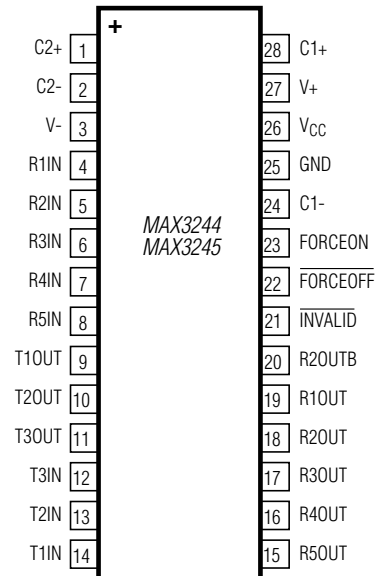 +
C2+ 1
C2- 2
V- 3
R1IN 4
R2IN 5
R3IN 6
R4IN 7
R5IN 8
T1OUT 9
T2OUT 10
T3OUT 11
T3IN 12
T2IN 13
T1IN 14
MAX3244
MAX3245
28 C1+
27 V+
26 VCC
25 GND
24 C1-
23 FORCEON
22 FORCEOFF
21 INVALID
20 R2OUTB
19 R1OUT
18 R2OUT
17 R3OUT
16 R4OUT
15 R5OUT